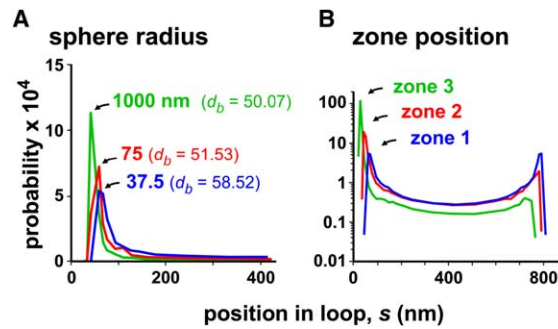 A
sphere radius
probability x 10⁴
15
10
5
0
1000 nm (d_b = 50.07)
75 (d_b = 51.53)
37.5 (d_b = 58.52)
0
200
400
B
zone position
100
10
1
0.1
0.01
zone 3
zone 2
zone 1
0
400
800
position in loop, s (nm)